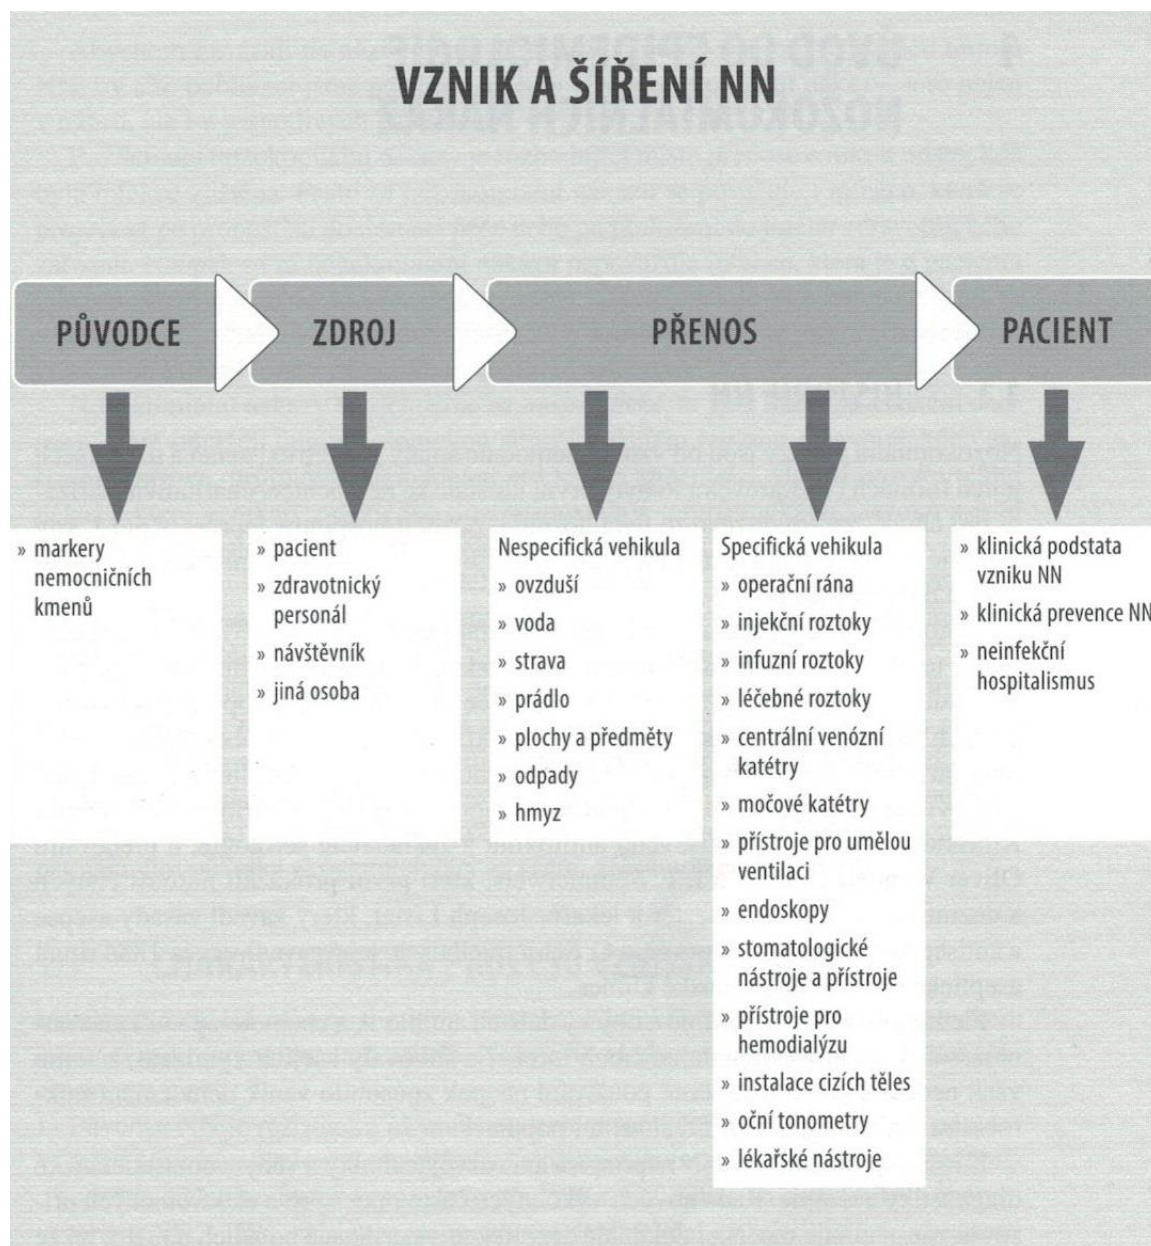 VZNIK A ŠÍŘENÍ NN
PŮVODCE
ZDROJ
PŘENOS
PACIENT
» markery
nemocničních
kmenů
» pacient
» zdravotnický
personál
» návštěvník
» jiná osoba
Nespecifická vehikula
» ovzduší
» voda
» strava
» prádlo
» plochy a předměty
» odpady
» hmyz
Specifická vehikula
» operační rána
» injekční roztoky
» infuzní roztoky
» léčebné roztoky
» centrální venózní
katétry
» močové katétry
» přístroje pro umělou
ventilaci
» endoskopy
» stomatologické
nástroje a přístroje
» přístroje pro
hemodialýzu
» instalace cizích těles
» oční tonometry
» lékařské nástroje
» klinická podstata
vzniku NN
» klinická prevence NN
» neinfekční
hospitalismus